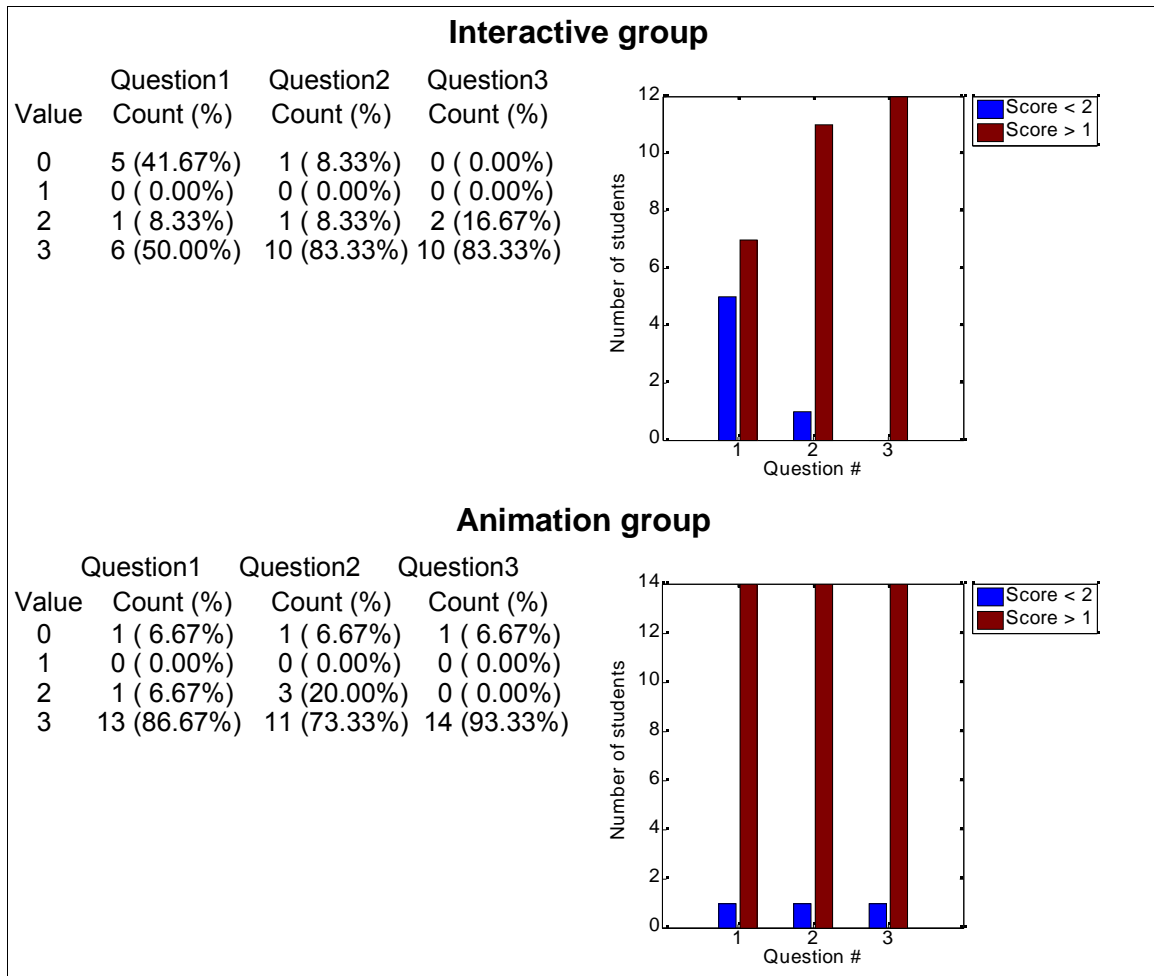 Interactive group
Question1 Question2 Question3
Value Count (%) Count (%) Count (%)
0 5 (41.67%) 1 ( 8.33%) 0 ( 0.00%)
1 0 ( 0.00%) 0 ( 0.00%) 0 ( 0.00%)
2 1 ( 8.33%) 1 ( 8.33%) 2 (16.67%)
3 6 (50.00%) 10 (83.33%) 10 (83.33%)
12
10
8
6
4
2
0
Number of students
1 2 3
Question #
Score < 2
Score > 1
Animation group
Question1 Question2 Question3
Value Count (%) Count (%) Count (%)
0 1 ( 6.67%) 1 ( 6.67%) 1 ( 6.67%)
1 0 ( 0.00%) 0 ( 0.00%) 0 ( 0.00%)
2 1 ( 6.67%) 3 (20.00%) 0 ( 0.00%)
3 13 (86.67%) 11 (73.33%) 14 (93.33%)
14
12
10
8
6
4
2
0
Number of students
1 2 3
Question #
Score < 2
Score > 1